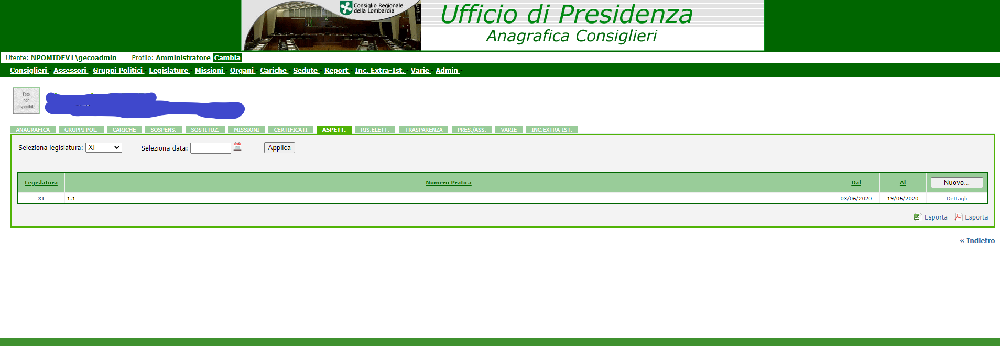 Consiglio Regionale
della Lombardia
Ufficio di Presidenza
Anagrafica Consiglieri
Utente: NPOMIDEV1\gecoadmin Profilo: Amministratore Cambia
Consiglieri - Assessori - Gruppi Politici - Legislature - Missioni - Organi - Cariche - Sedute - Report - Inc. Extra-Ist. - Varie - Admin -
Foto
non
disponibile
ANAGRAFICA GRUPPI POL. CARICHE SOSPENS. SOSTITUZ. MISSIONI CERTIFICATI ASPETT. RIS.ELETT. TRASPARENZA PRES./ASS. VARIE INC.EXTRA-IST.
Seleziona legislatura: XI Seleziona data: Applica
Legislatura Numero Pratica Dal Al Nuovo...
XI 1.1 03/06/2020 19/06/2020 Dettagli
Esporta - Esporta
« Indietro